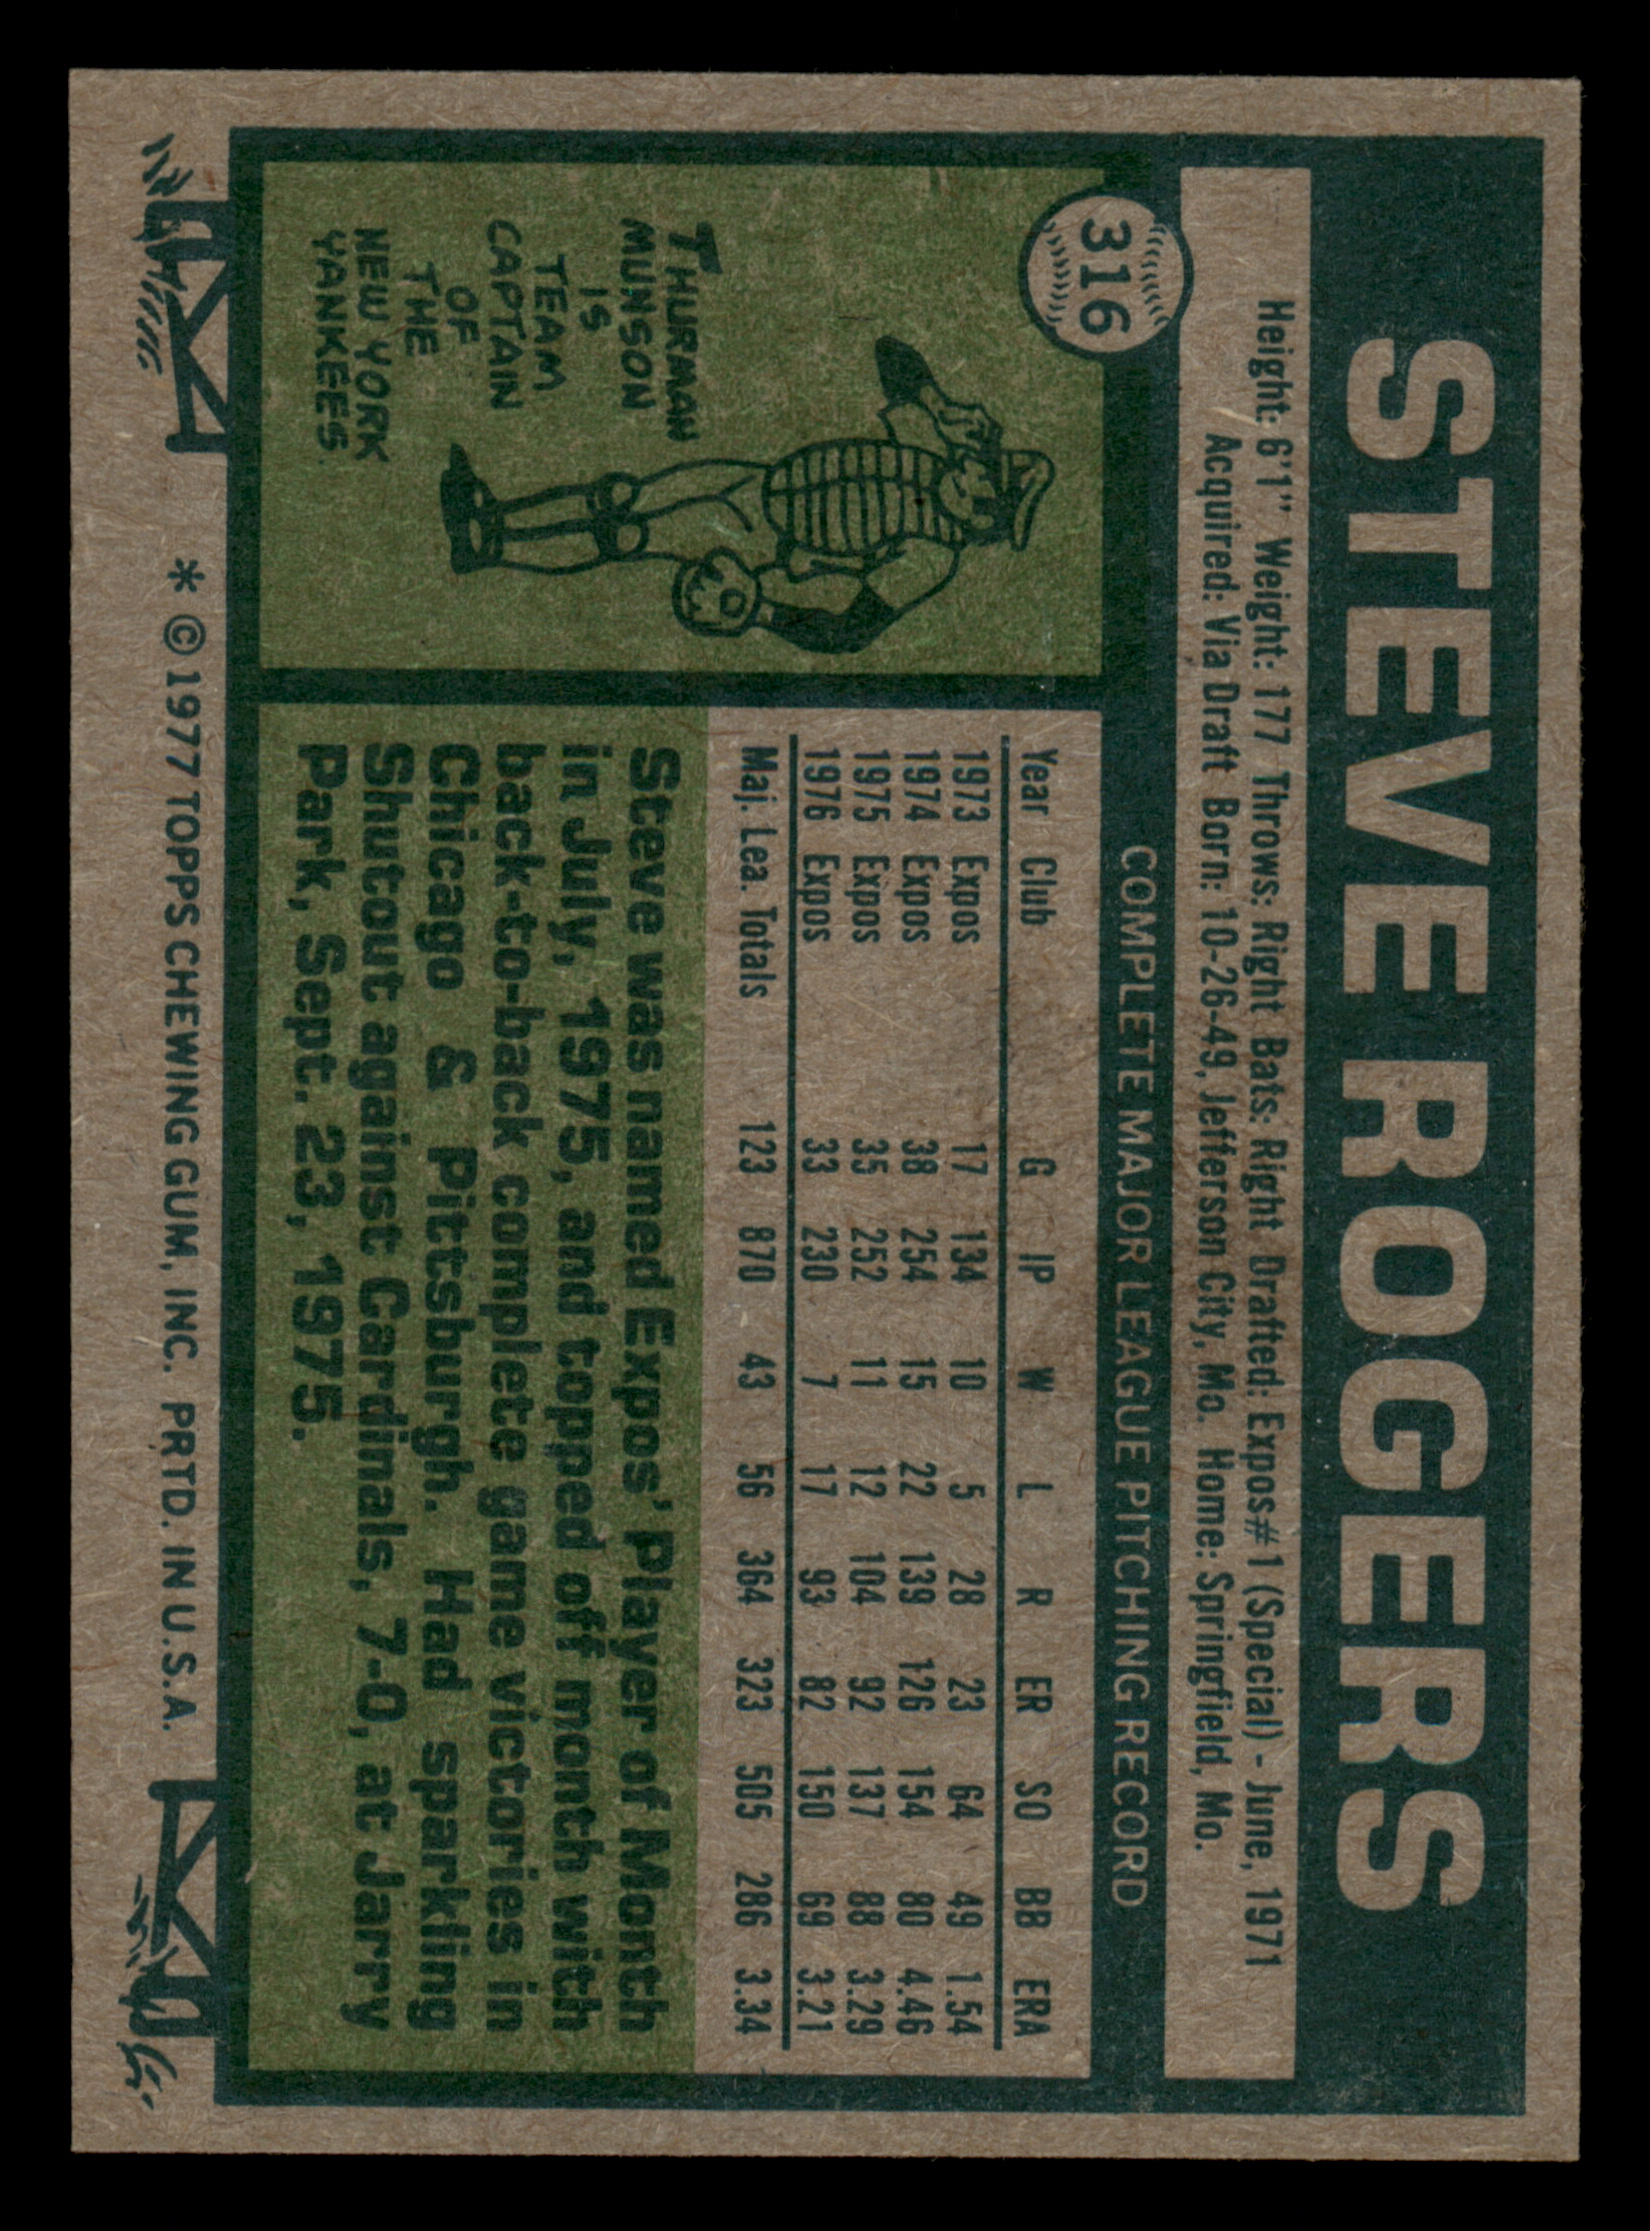 STEVE ROGERS
Height: 6'1" Weight: 177 Throws: Right Bats: Right Drafted: Expos#1 (Special) - June, 1971
Acquired: Via Draft Born: 10-26-49, Jefferson City, Mo. Home: Springfield, Mo.
316
COMPLETE MAJOR LEAGUE PITCHING RECORD
THURMAN
MUNSON
IS
TEAM
CAPTAIN
OF
THE
NEW YORK
YANKEES.
Year Club G IP W L R ER SO BB ERA
1973 Expos 17 134 10 5 28 23 64 49 1.54
1974 Expos 38 254 15 22 139 126 154 80 4.46
1975 Expos 35 252 11 12 104 92 137 88 3.29
1976 Expos 33 230 7 17 93 82 150 69 3.21
Maj. Lea. Totals 123 870 43 56 364 323 505 286 3.34
Steve was named Expos' Player of Month
in July, 1975, and topped off month with
back-to-back complete game victories in
Chicago & Pittsburgh. Had sparkling
Shutout against Cardinals, 7-0, at Jarry
Park, Sept. 23, 1975.
* © 1977 TOPPS CHEWING GUM, INC. PRTD. IN U.S.A.